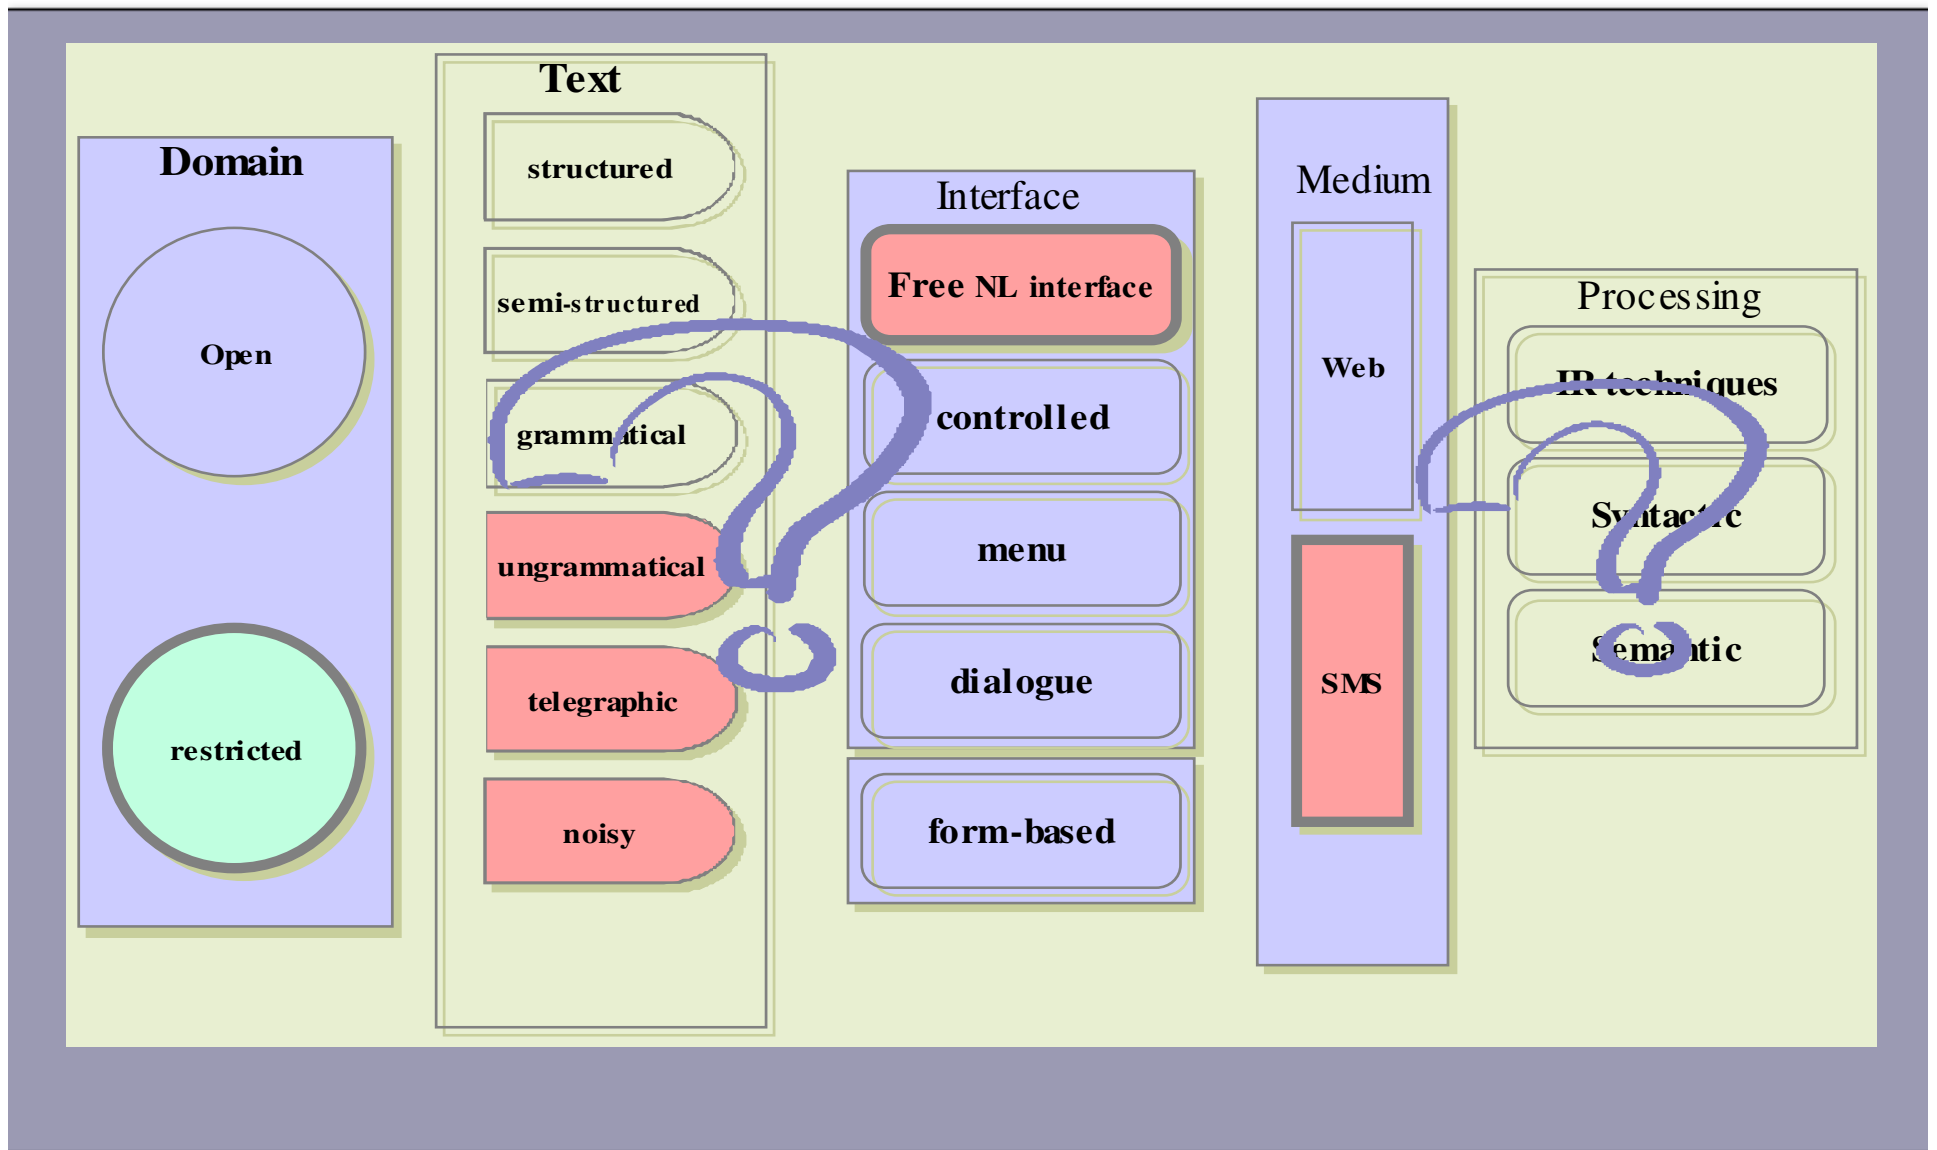 Domain
Open
restricted
Text
structured
semi-structured
grammatical
ungrammatical
telegraphic
noisy
Interface
Free NL interface
controlled
menu
dialogue
form-based
Medium
Web
SMS
Processing
IR techniques
Syntactic
Semantic